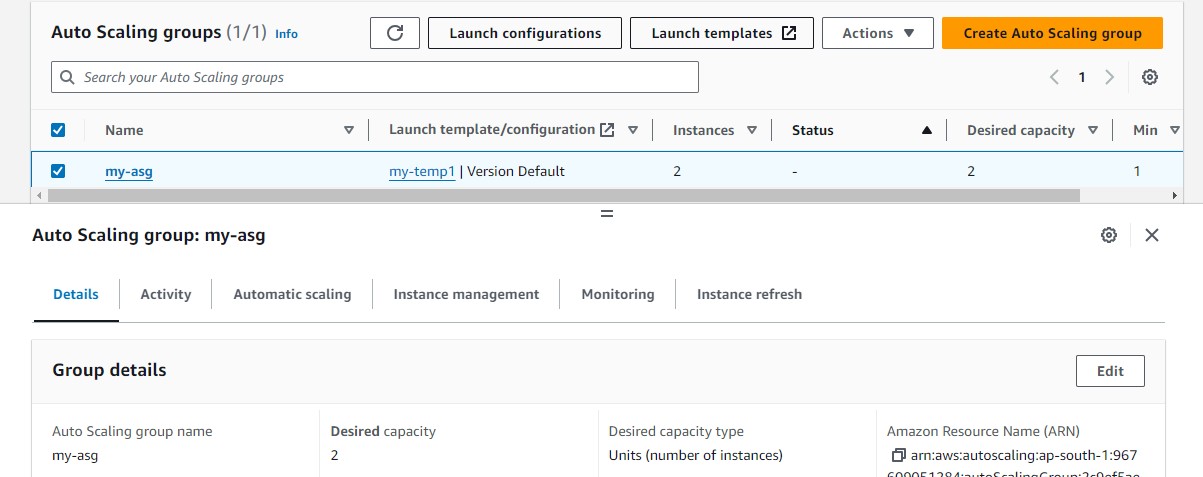 Auto Scaling groups (1/1) Info Launch configurations Launch templates Actions Create Auto Scaling group
Search your Auto Scaling groups 1
Name Launch template/configuration Instances Status Desired capacity Min
my-asg my-temp1 | Version Default 2 - 2 1
Auto Scaling group: my-asg
Details Activity Automatic scaling Instance management Monitoring Instance refresh
Group details Edit
Auto Scaling group name Desired capacity Desired capacity type Amazon Resource Name (ARN)
my-asg 2 Units (number of instances) arn:aws:autoscaling:ap-south-1:967